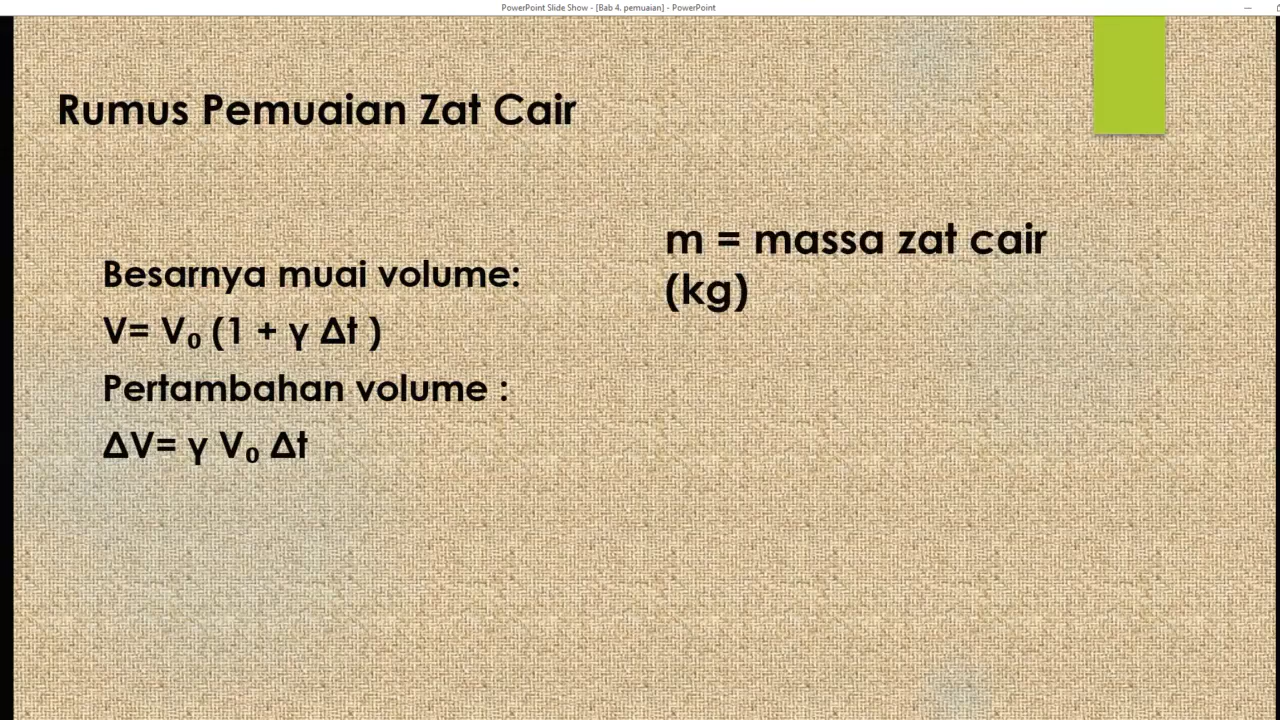 PowerPoint Slide Show - [Bab 4. pemuaian] - PowerPoint
Rumus Pemuaian Zat Cair
Besarnya muai volume:
V= V₀ (1 + γ Δt )
Pertambahan volume :
ΔV= γ V₀ Δt
m = massa zat cair
(kg)